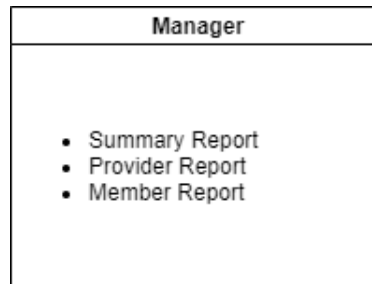 Manager
• Summary Report
• Provider Report
• Member Report